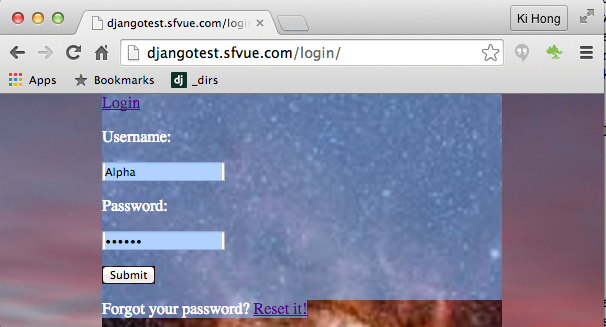 djangotest.sfvue.com/logi
Ki Hong
djangotest.sfvue.com/login/
Apps Bookmarks dj _dirs
Login
Username:
Alpha
Password:
••••••
Submit
Forgot your password? Reset it!